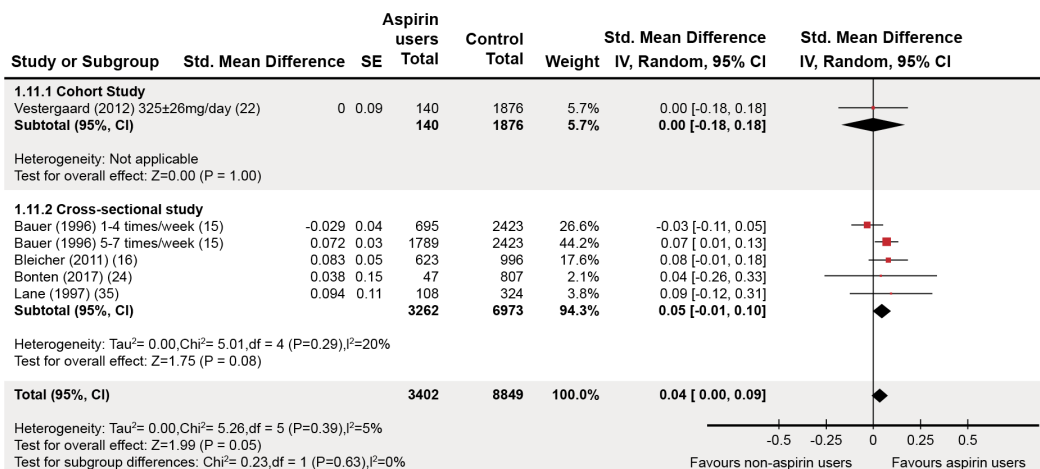 Study or Subgroup Std. Mean Difference SE Aspirin users Total Control Total Weight Std. Mean Difference IV, Random, 95% CI Std. Mean Difference IV, Random, 95% CI
1.11.1 Cohort Study
Vestergaard (2012) 325±26mg/day (22) 0 0.09 140 1876 5.7% 0.00 [-0.18, 0.18]
Subtotal (95%, CI) 140 1876 5.7% 0.00 [-0.18, 0.18]
Heterogeneity: Not applicable
Test for overall effect: Z=0.00 (P = 1.00)
1.11.2 Cross-sectional study
Bauer (1996) 1-4 times/week (15) -0.029 0.04 695 2423 26.6% -0.03 [-0.11, 0.05]
Bauer (1996) 5-7 times/week (15) 0.072 0.03 1789 2423 44.2% 0.07 [ 0.01, 0.13]
Bleicher (2011) (16) 0.083 0.05 623 996 17.6% 0.08 [-0.01, 0.18]
Bonten (2017) (24) 0.038 0.15 47 807 2.1% 0.04 [-0.26, 0.33]
Lane (1997) (35) 0.094 0.11 108 324 3.8% 0.09 [-0.12, 0.31]
Subtotal (95%, CI) 3262 6973 94.3% 0.05 [-0.01, 0.10]
Heterogeneity: Tau²= 0.00,Chi²= 5.01,df = 4 (P=0.29),I²=20%
Test for overall effect: Z=1.75 (P = 0.08)
Total (95%, CI) 3402 8849 100.0% 0.04 [ 0.00, 0.09]
Heterogeneity: Tau²= 0.00,Chi²= 5.26,df = 5 (P=0.39),I²=5%
Test for overall effect: Z=1.99 (P = 0.05)
Test for subgroup differences: Chi²= 0.23,df = 1 (P=0.63),I²=0%
-0.5 -0.25 0 0.25 0.5
Favours non-aspirin users Favours aspirin users